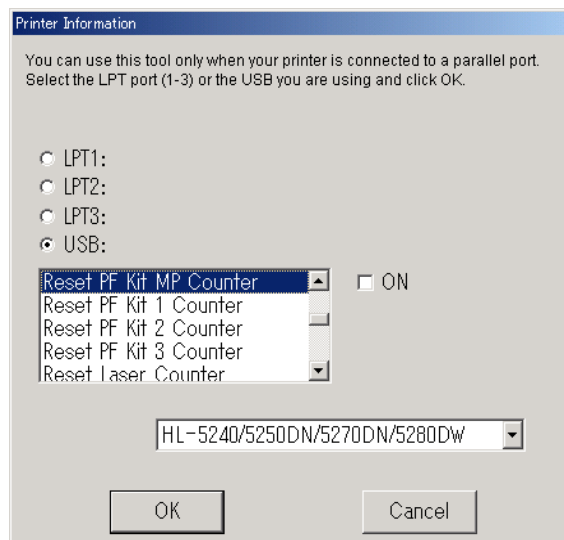 Printer Information
You can use this tool only when your printer is connected to a parallel port.
Select the LPT port (1-3) or the USB you are using and click OK.
LPT1:
LPT2:
LPT3:
USB:
Reset PF Kit MP Counter
ON
Reset PF Kit 1 Counter
Reset PF Kit 2 Counter
Reset PF Kit 3 Counter
Reset Laser Counter
HL-5240/5250DN/5270DN/5280DW
OK
Cancel